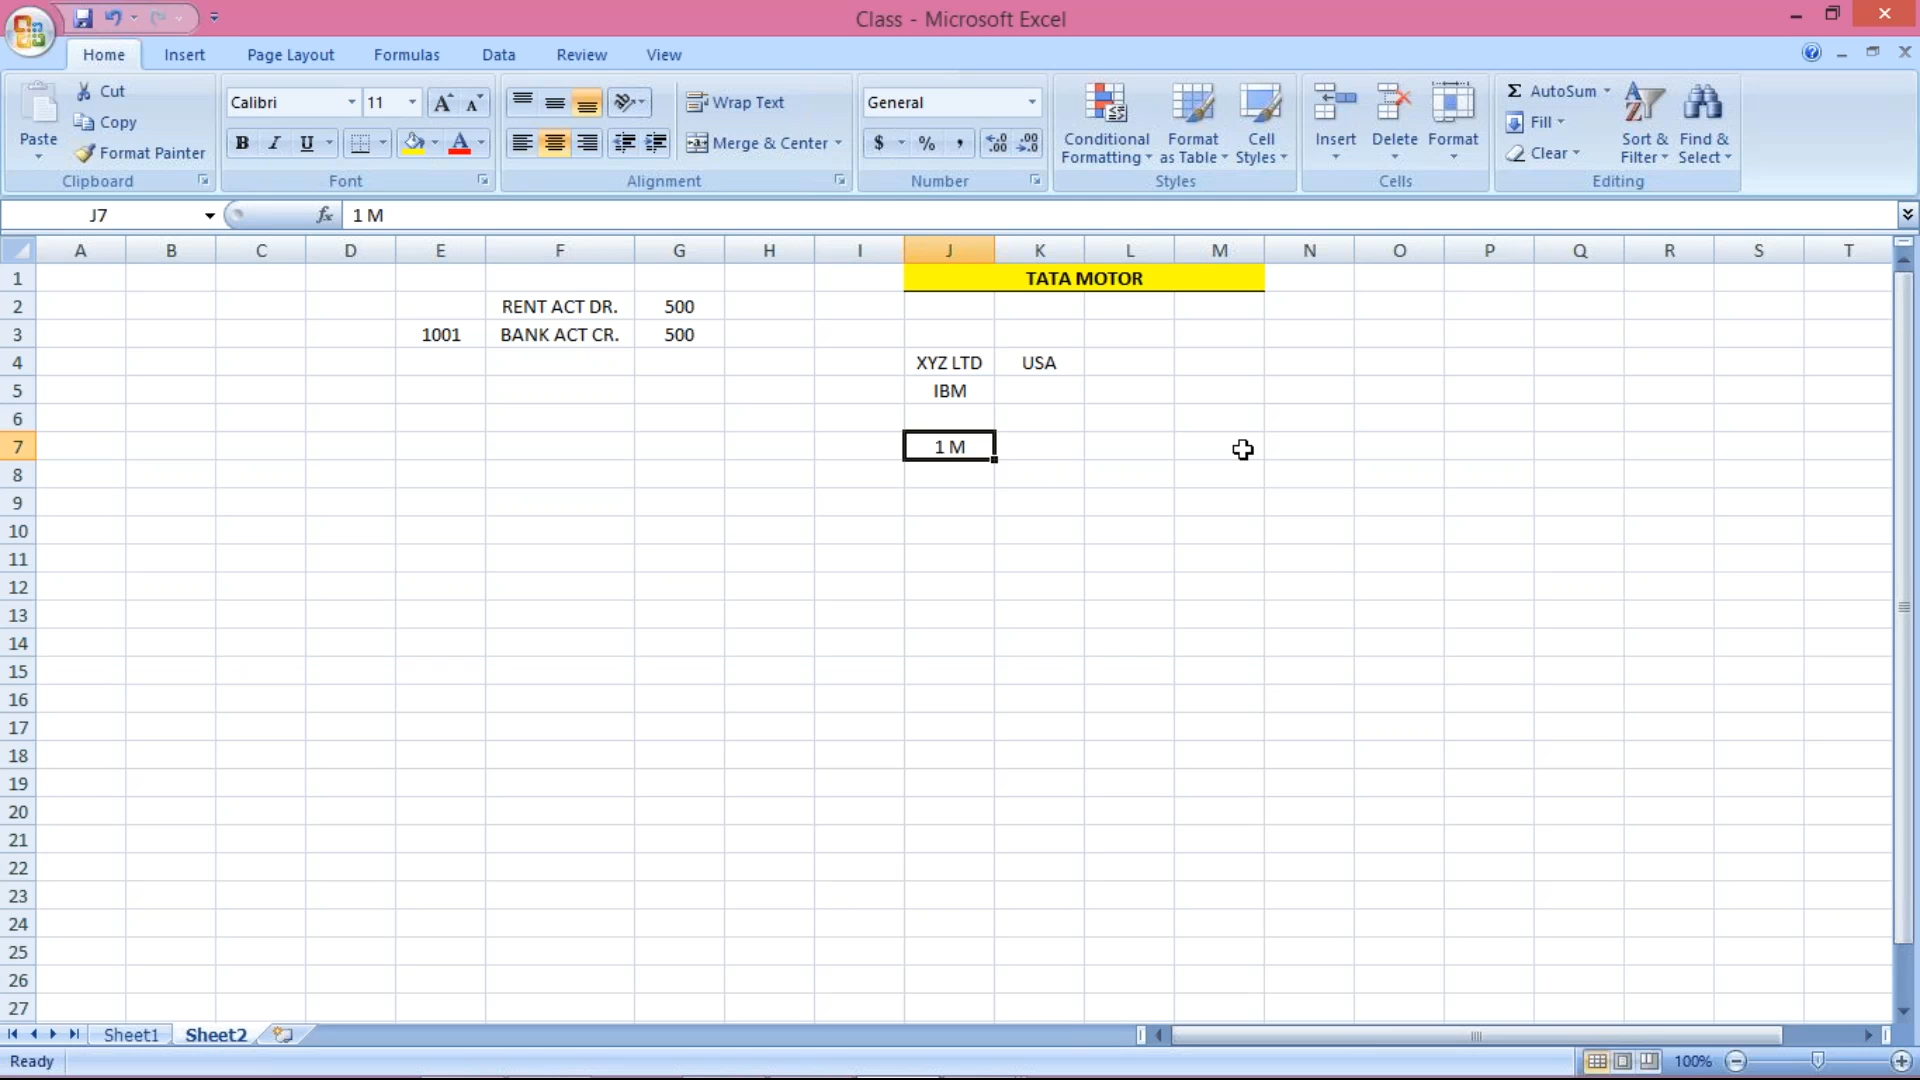 Class - Microsoft Excel
Home Insert Page Layout Formulas Data Review View
Paste
Cut
Copy
Format Painter
Clipboard
Calibri 11
B I U
Font
Wrap Text
Merge & Center
Alignment
General
$ % ,
Number
Conditional Formatting
Format as Table
Cell Styles
Styles
Insert Delete Format
Cells
Σ AutoSum
Fill
Clear
Sort & Filter
Find & Select
Editing
J7 fx 1 M
A B C D E F G H I J K L M N O P Q R S T
1 TATA MOTOR
2 RENT ACT DR. 500
3 1001 BANK ACT CR. 500
4 XYZ LTD USA
5 IBM
6
7 1 M
8
9
10
11
12
13
14
15
16
17
18
19
20
21
22
23
24
25
26
27
Sheet1 Sheet2
Ready 100%